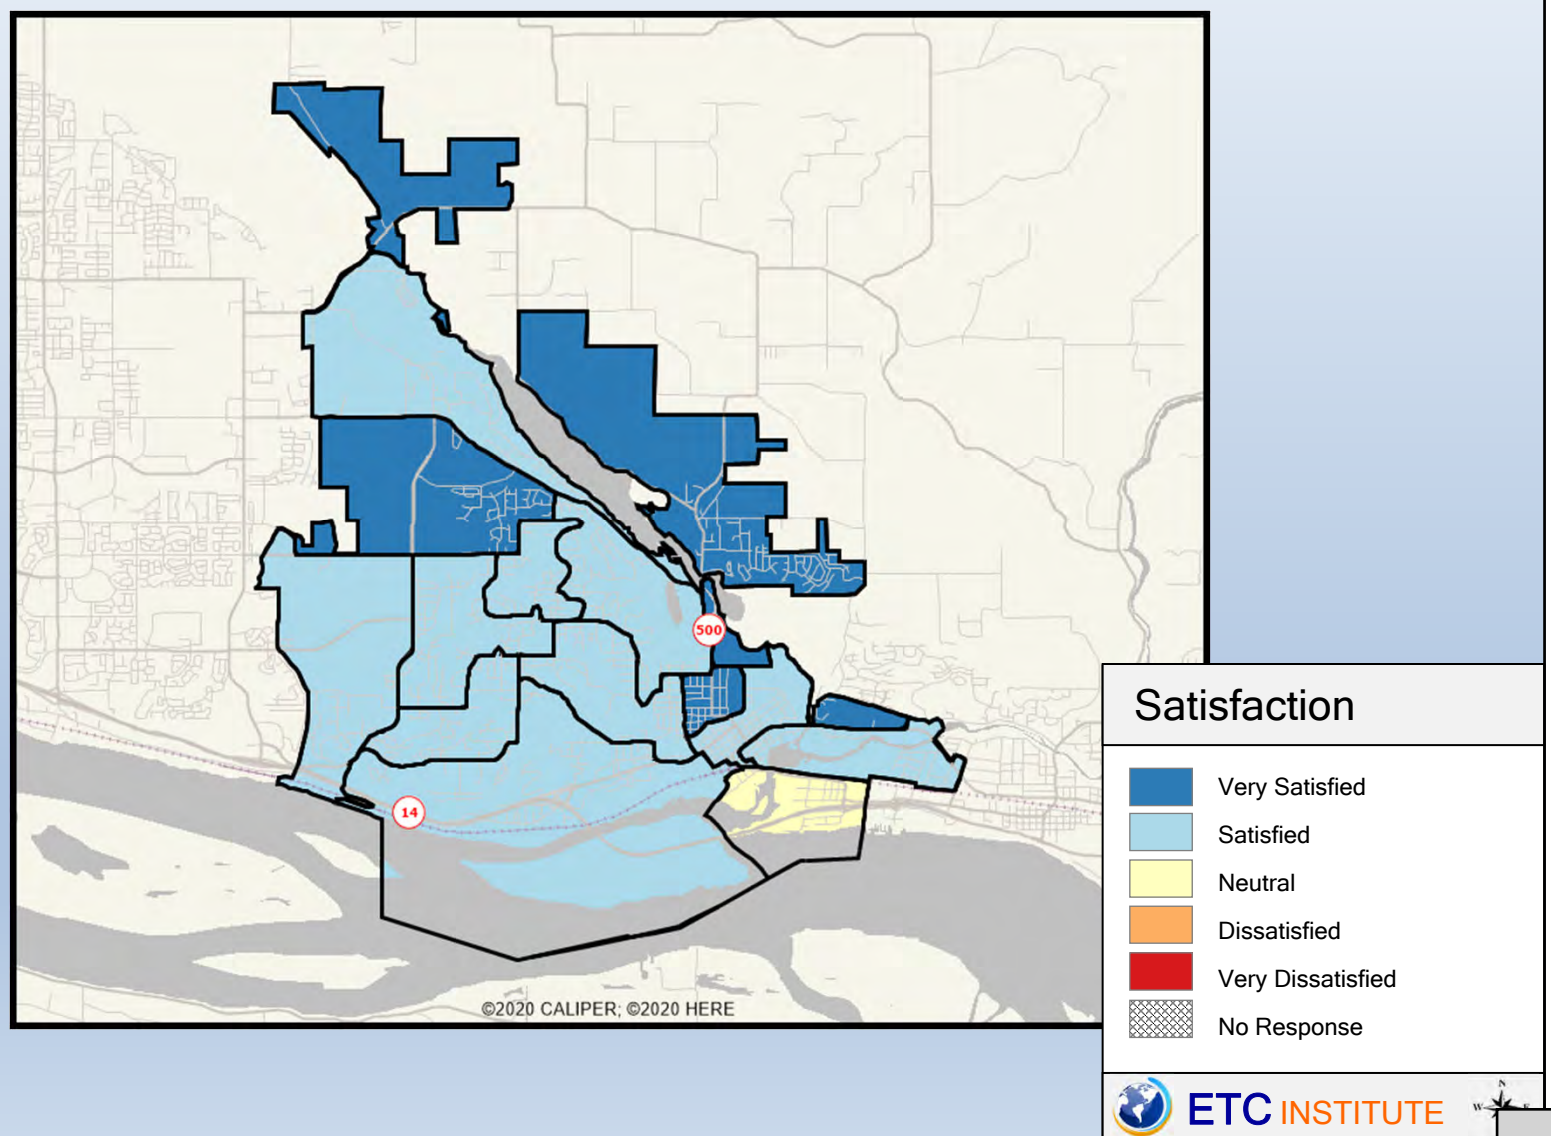 500
14
©2020 CALIPER; ©2020 HERE
Satisfaction
Very Satisfied
Satisfied
Neutral
Dissatisfied
Very Dissatisfied
No Response
ETC INSTITUTE
N
W
E